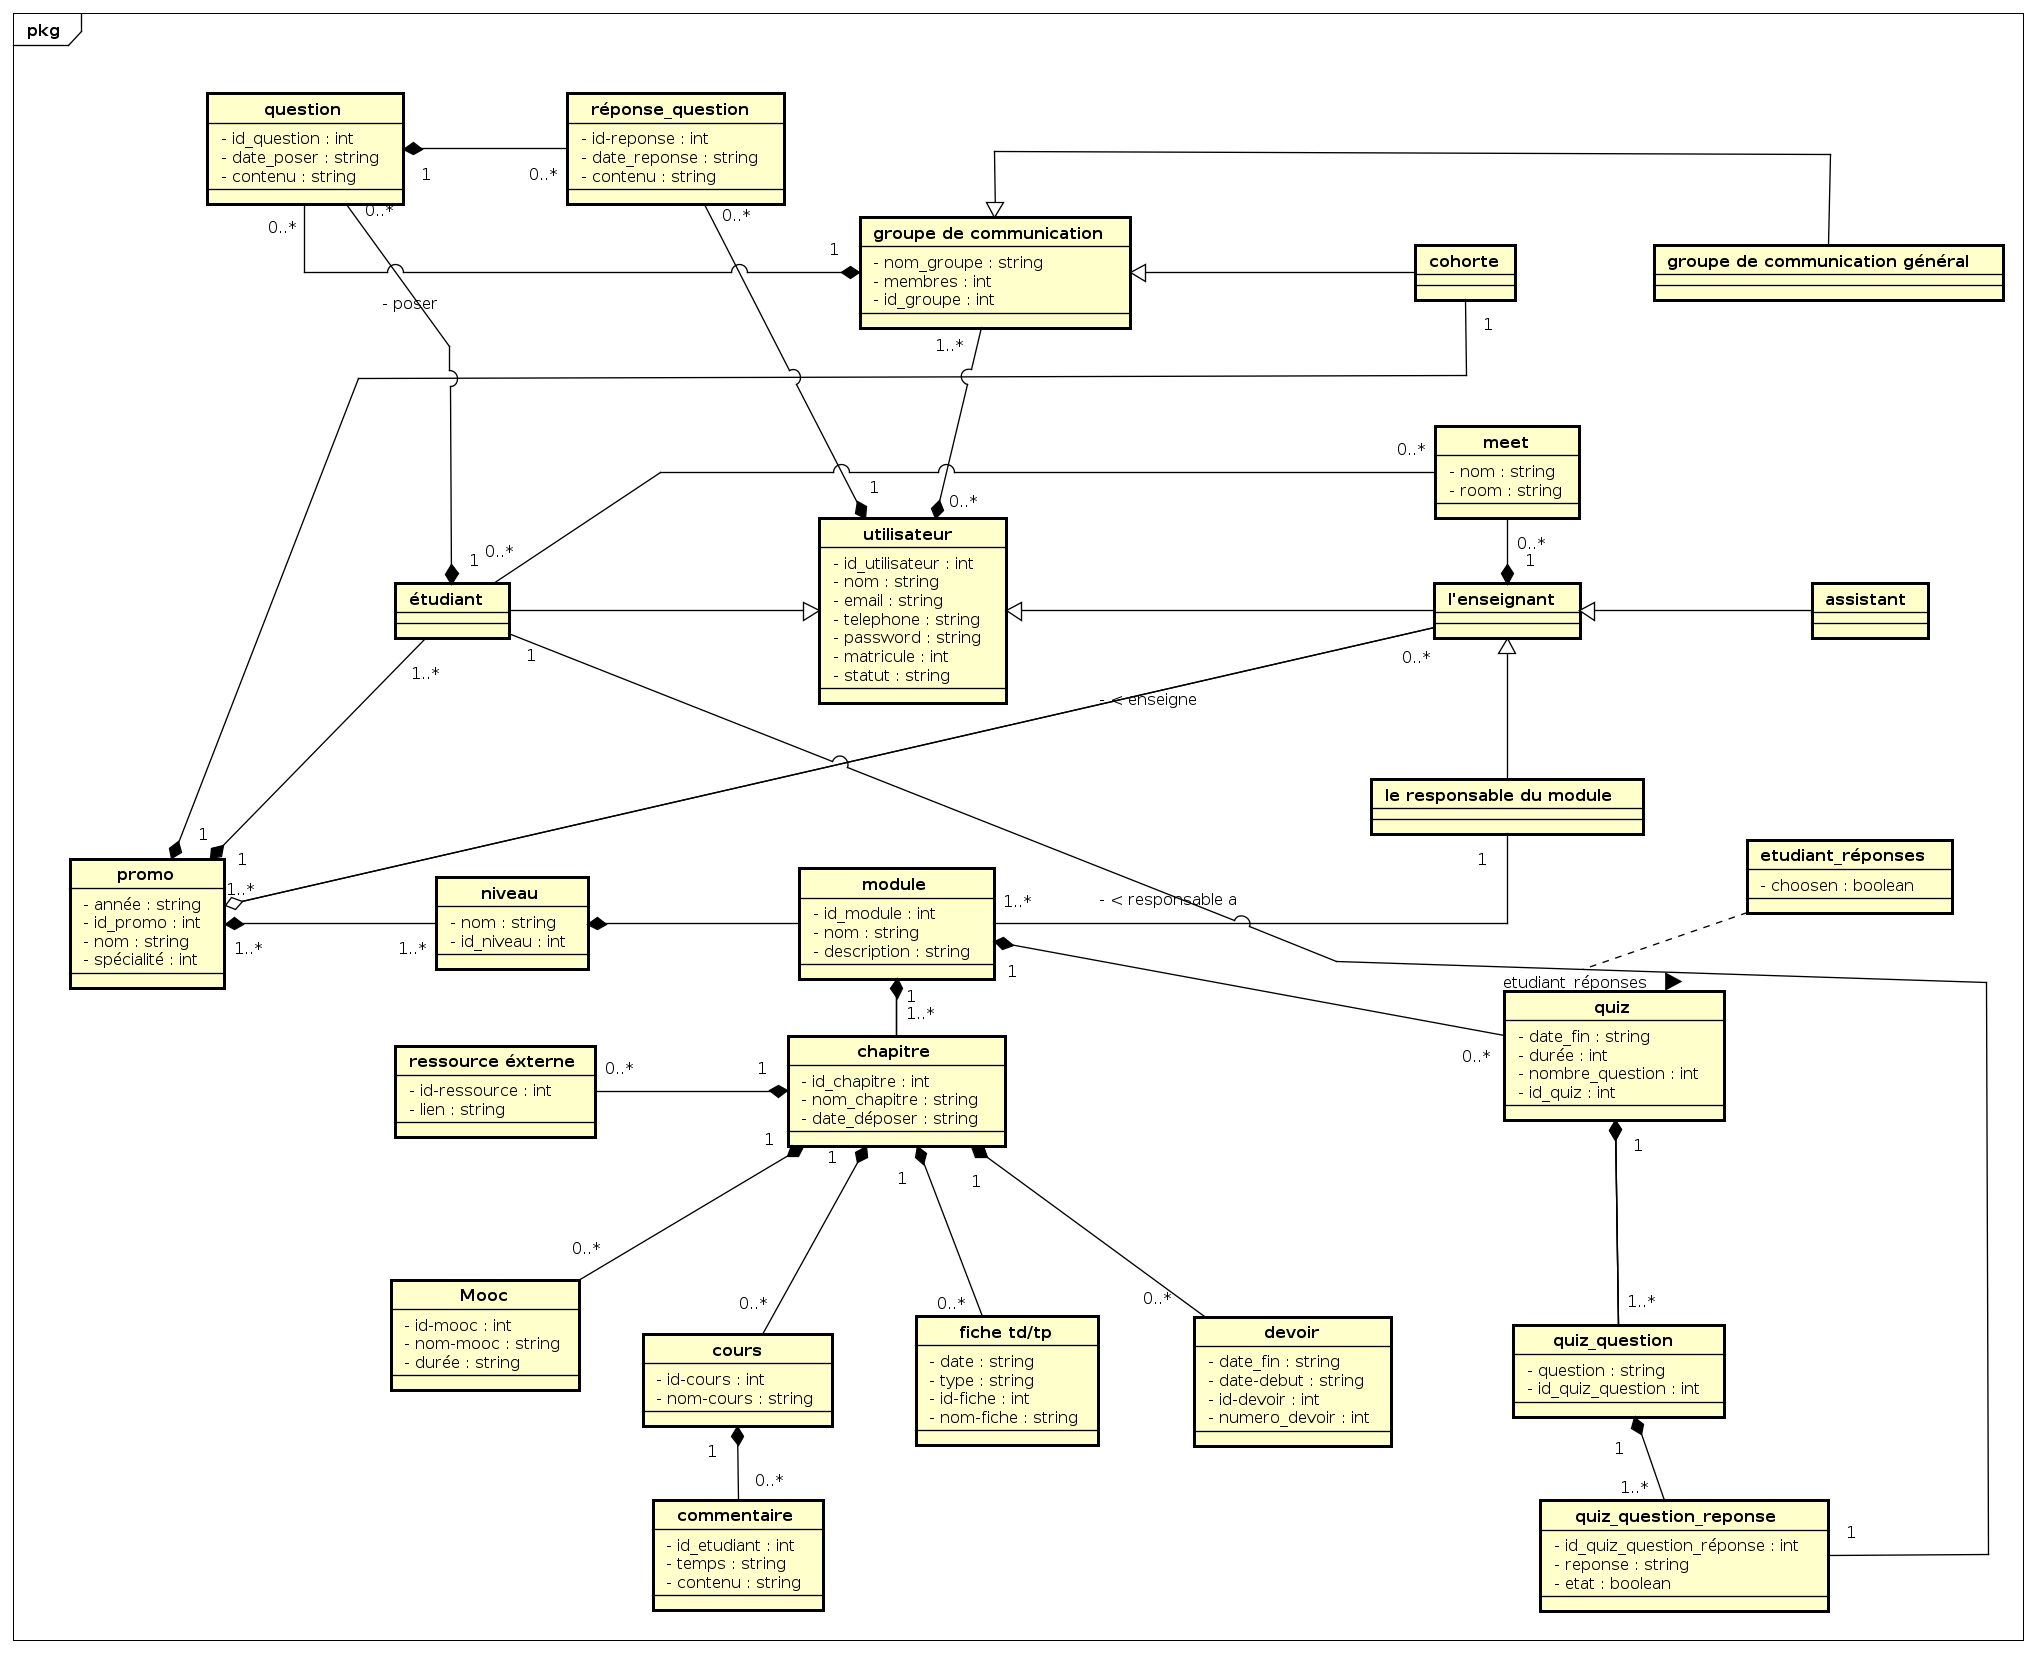 pkg
question
- id_question : int
- date_poser : string
- contenu : string
réponse_question
- id-reponse : int
- date_reponse : string
- contenu : string
1
0..*
0..*
0..*
0..*
- poser
1
groupe de communication
- nom_groupe : string
- membres : int
- id_groupe : int
1..*
cohorte
1
groupe de communication général
meet
- nom : string
- room : string
0..*
0..*
1
1
0..*
utilisateur
- id_utilisateur : int
- nom : string
- email : string
- telephone : string
- password : string
- matricule : int
- statut : string
1
0..*
étudiant
1..*
1
l'enseignant
0..*
assistant
- < enseigne
le responsable du module
1
etudiant_réponses
- choosen : boolean
1
1
1..*
promo
- année : string
- id_promo : int
- nom : string
- spécialité : int
1..*
1..*
niveau
- nom : string
- id_niveau : int
module
- id_module : int
- nom : string
- description : string
1..*
- < responsable a
1
1
1..*
etudiant_réponses
quiz
- date_fin : string
- durée : int
- nombre_question : int
- id_quiz : int
0..*
1
ressource éxterne
- id-ressource : int
- lien : string
0..*
1
chapitre
- id_chapitre : int
- nom_chapitre : string
- date_déposer : string
1
1
1
1
0..*
0..*
0..*
0..*
1..*
Mooc
- id-mooc : int
- nom-mooc : string
- durée : string
cours
- id-cours : int
- nom-cours : string
fiche td/tp
- date : string
- type : string
- id-fiche : int
- nom-fiche : string
devoir
- date_fin : string
- date-debut : string
- id-devoir : int
- numero_devoir : int
quiz_question
- question : string
- id_quiz_question : int
1
0..*
1
1..*
commentaire
- id_etudiant : int
- temps : string
- contenu : string
quiz_question_reponse
- id_quiz_question_réponse : int
- reponse : string
- etat : boolean
1